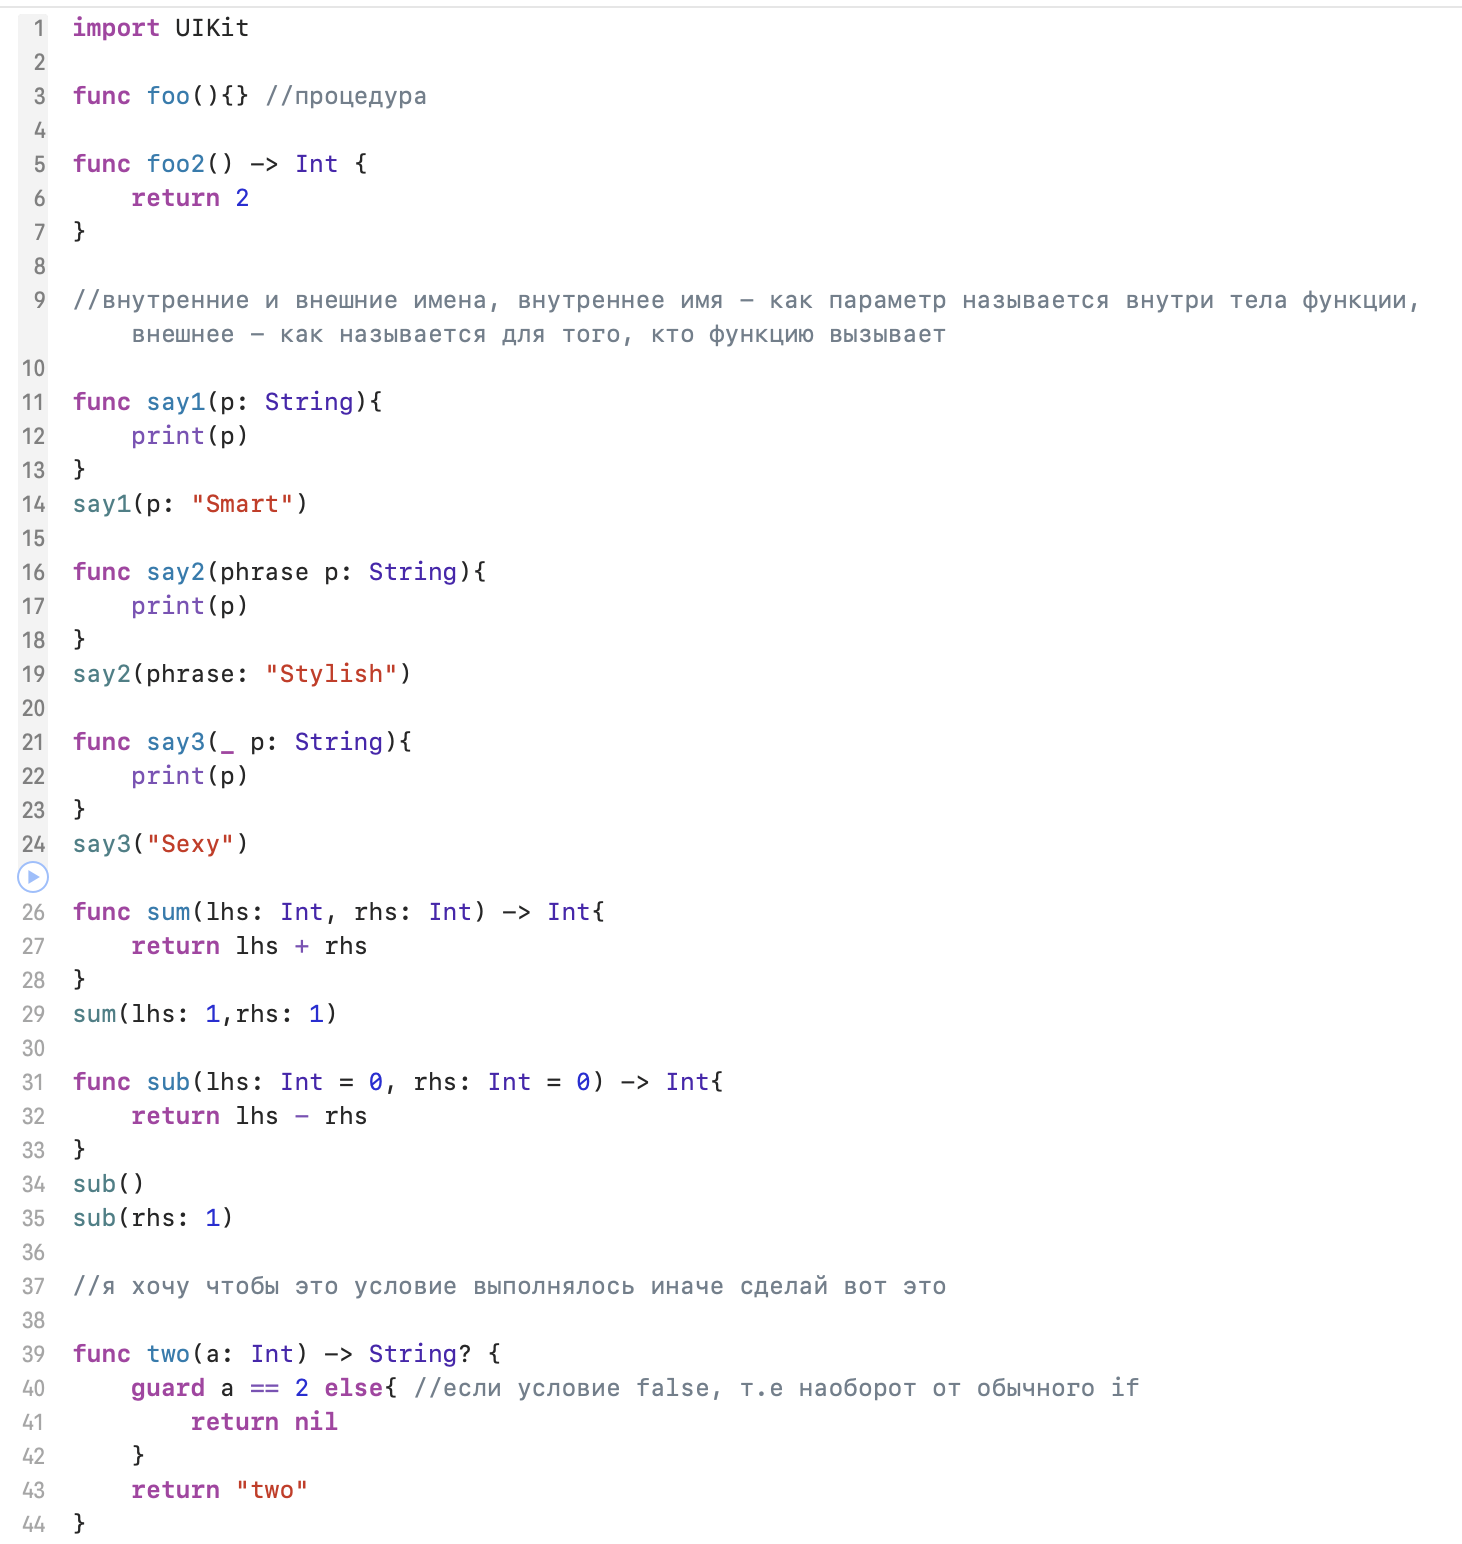 1 import UIKit
2
3 func foo(){} //процедура
4
5 func foo2() -> Int {
6     return 2
7 }
8
9 //внутренние и внешние имена, внутреннее имя — как параметр называется внутри тела функции,
    внешнее — как называется для того, кто функцию вызывает
10
11 func say1(p: String){
12     print(p)
13 }
14 say1(p: "Smart")
15
16 func say2(phrase p: String){
17     print(p)
18 }
19 say2(phrase: "Stylish")
20
21 func say3(_ p: String){
22     print(p)
23 }
24 say3("Sexy")

26 func sum(lhs: Int, rhs: Int) -> Int{
27     return lhs + rhs
28 }
29 sum(lhs: 1,rhs: 1)
30
31 func sub(lhs: Int = 0, rhs: Int = 0) -> Int{
32     return lhs - rhs
33 }
34 sub()
35 sub(rhs: 1)
36
37 //я хочу чтобы это условие выполнялось иначе сделай вот это
38
39 func two(a: Int) -> String? {
40     guard a == 2 else{ //если условие false, т.е наоборот от обычного if
41         return nil
42     }
43     return "two"
44 }